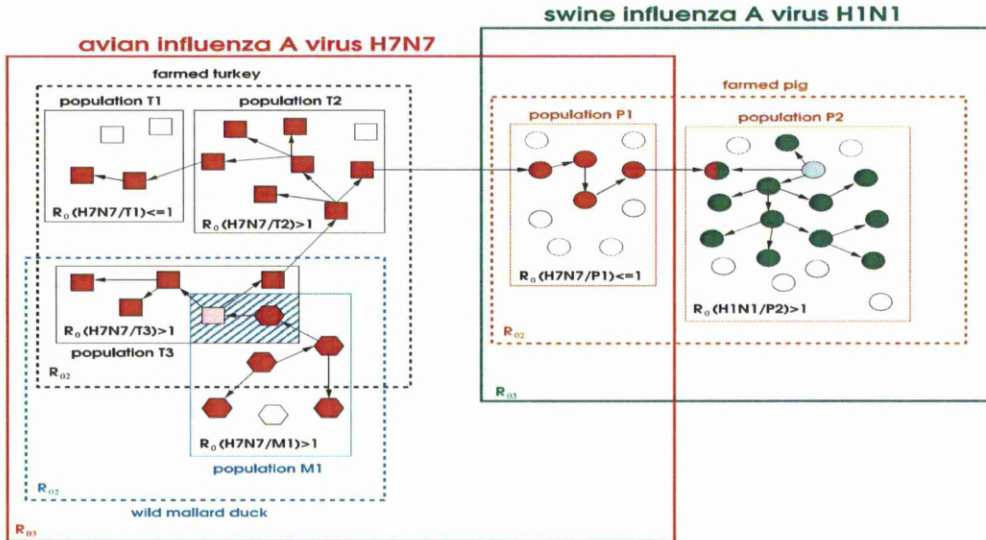 swine influenza A virus H1N1
avian influenza A virus H7N7
farmed turkey
farmed pig
population T1
population T2
population P1
population P2
R₀(H7N7/T1)<=1
R₀(H7N7/T2)>1
R₀(H7N7/P1)<=1
R₀(H1N1/P2)>1
R₀(H7N7/T3)>1
population T3
R₀₂
R₀₂
R₀₃
R₀(H7N7/M1)>1
population M1
R₀₂
wild mallard duck
R₀₃